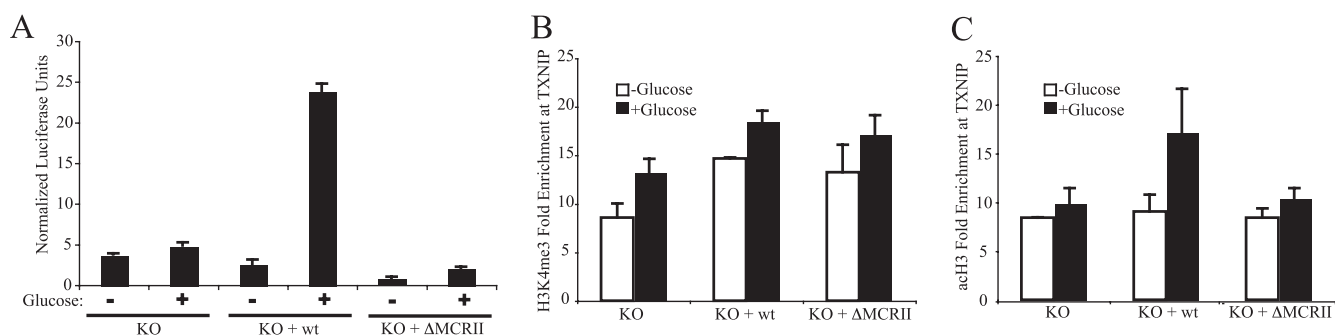 A
Normalized Luciferase Units
30
25
20
15
10
5
0
Glucose: - + - + - +
KO KO + wt KO + ΔMCRII
B
H3K4me3 Fold Enrichment at TXNIP
25
20
15
10
5
0
-Glucose
+Glucose
KO KO + wt KO + ΔMCRII
C
acH3 Fold Enrichment at TXNIP
25
20
15
10
5
0
-Glucose
+Glucose
KO KO + wt KO + ΔMCRII